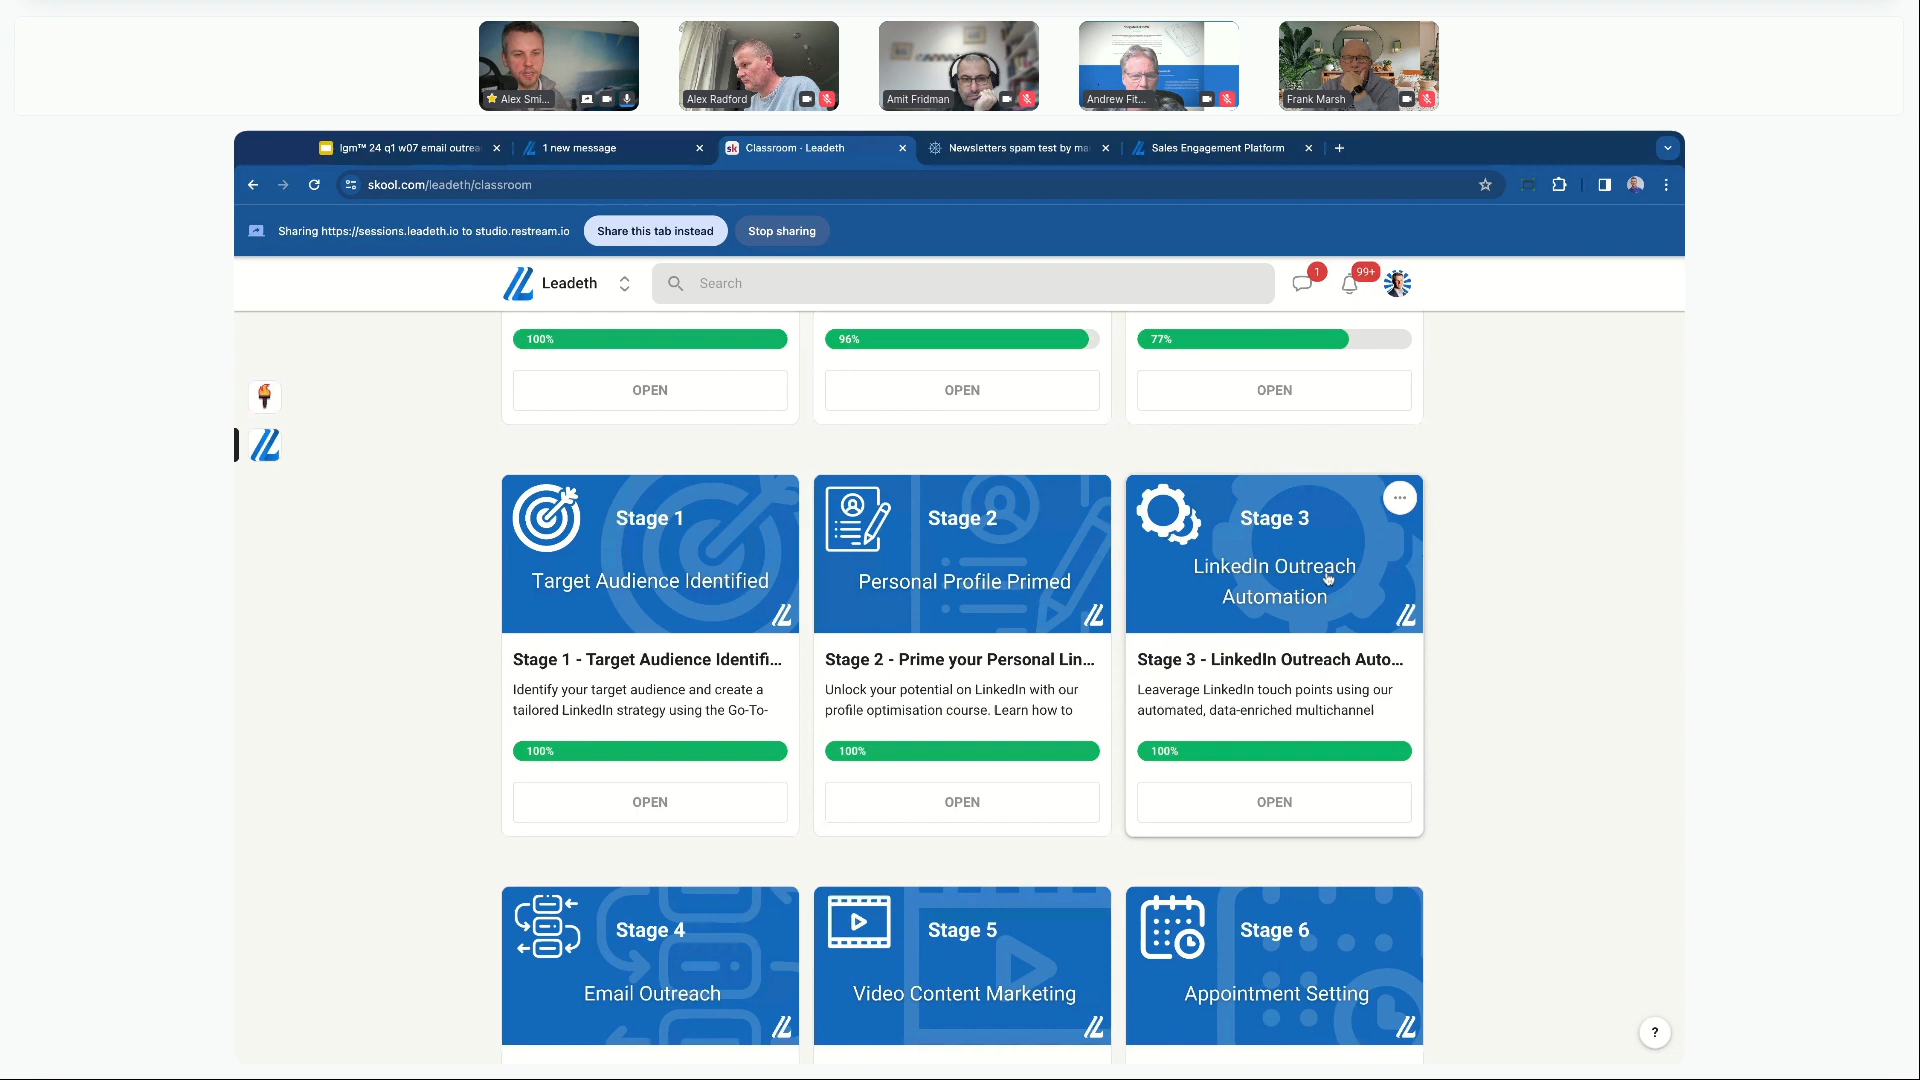 Alex Smi...
Alex Radford
Amit Fridman
Andrew Fit...
Frank Marsh
lgm™ 24 q1 w07 email outrea
1 new message
sk
Classroom · Leadeth
Newsletters spam test by ma
Sales Engagement Platform
skool.com/leadeth/classroom
Sharing https://sessions.leadeth.io to studio.restream.io
Share this tab instead
Stop sharing
Leadeth
Search
1
99+
100%
96%
77%
OPEN
OPEN
OPEN
Stage 1
Target Audience Identified
Stage 2
Personal Profile Primed
Stage 3
LinkedIn Outreach
Automation
Stage 1 - Target Audience Identifi...
Identify your target audience and create a
tailored LinkedIn strategy using the Go-To-
100%
OPEN
Stage 2 - Prime your Personal Lin...
Unlock your potential on LinkedIn with our
profile optimisation course. Learn how to
100%
OPEN
Stage 3 - LinkedIn Outreach Auto...
Leaverage LinkedIn touch points using our
automated, data-enriched multichannel
100%
OPEN
Stage 4
Email Outreach
Stage 5
Video Content Marketing
Stage 6
Appointment Setting
?